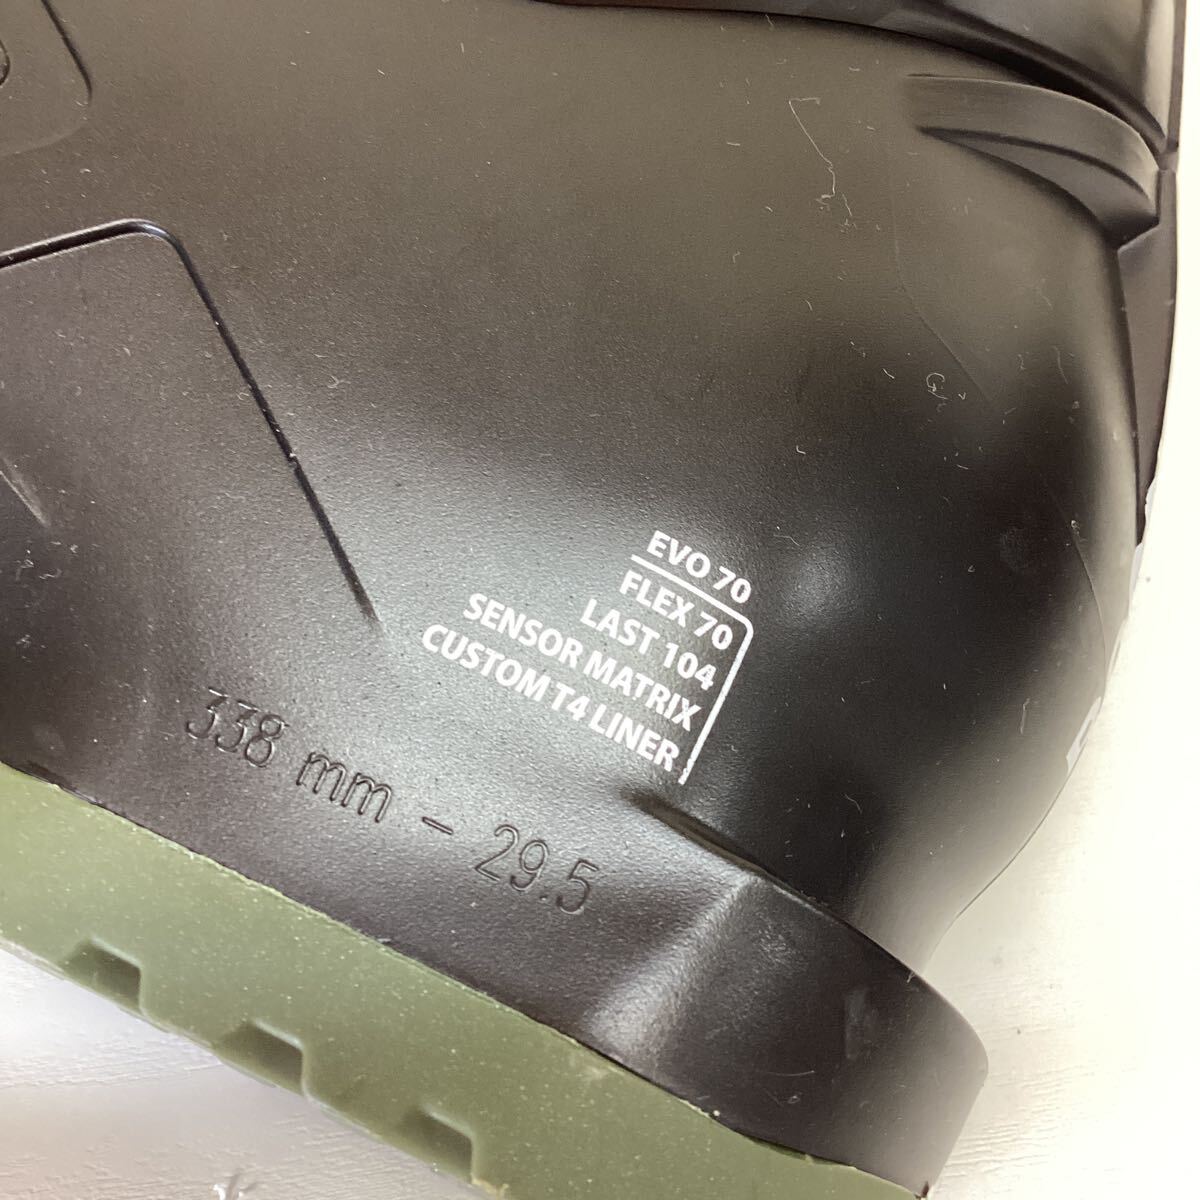 EVO 70
FLEX 70
LAST 104
SENSOR MATRIX
CUSTOM T4 LINER
338 mm - 29.5